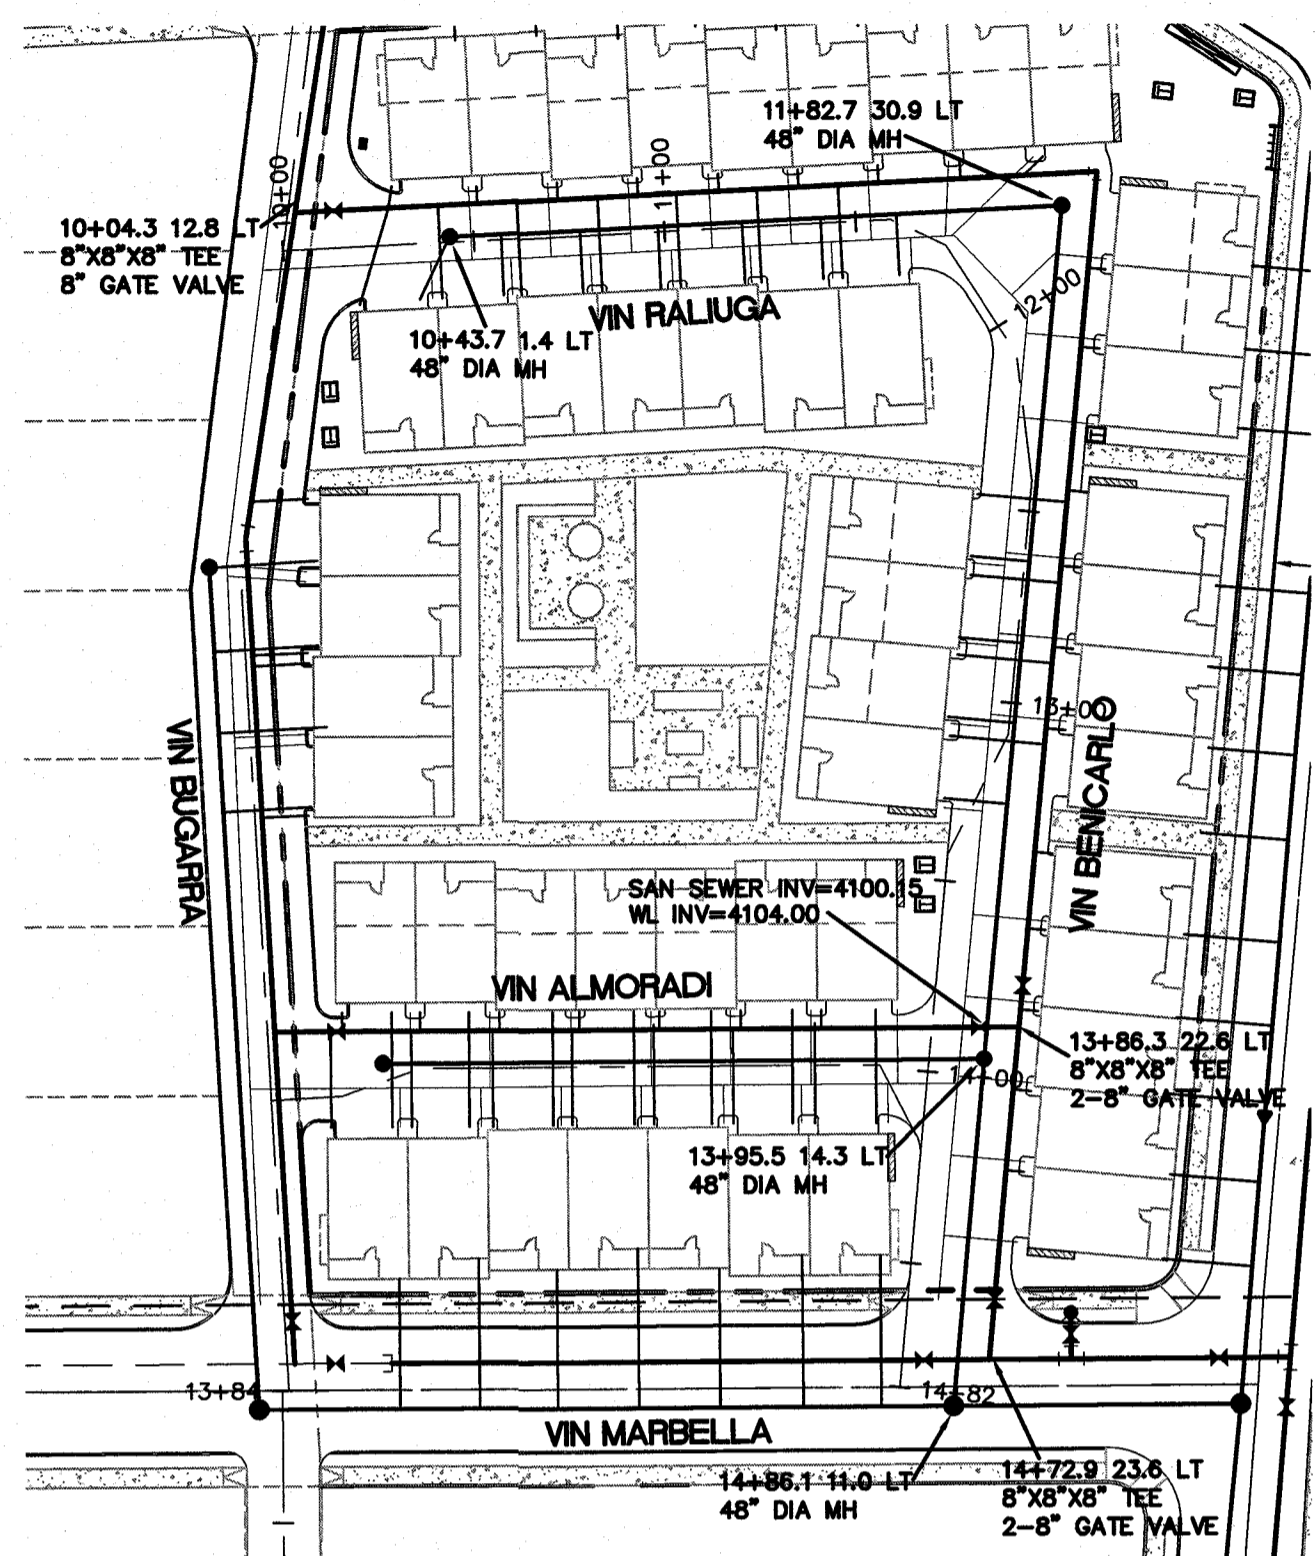 11+82.7 30.9 LT
48" DIA MH
10+00
11+00
10+04.3 12.8 LT
8"X8"X8" TEE
8" GATE VALVE
12+00
VIN RALIUGA
10+43.7 1.4 LT
48" DIA MH
13+00
VIN BUGARRA
VIN BENICARLO
SAN SEWER INV=4100.15
WL INV=4104.00
VIN ALMORADI
13+86.3 22.6 LT
8"X8"X8" TEE
2-8" GATE VALVE
14+00
13+95.5 14.3 LT
48" DIA MH
13+84
14+82
VIN MARBELLA
14+86.1 11.0 LT
48" DIA MH
14+72.9 23.6 LT
8"X8"X8" TEE
2-8" GATE VALVE